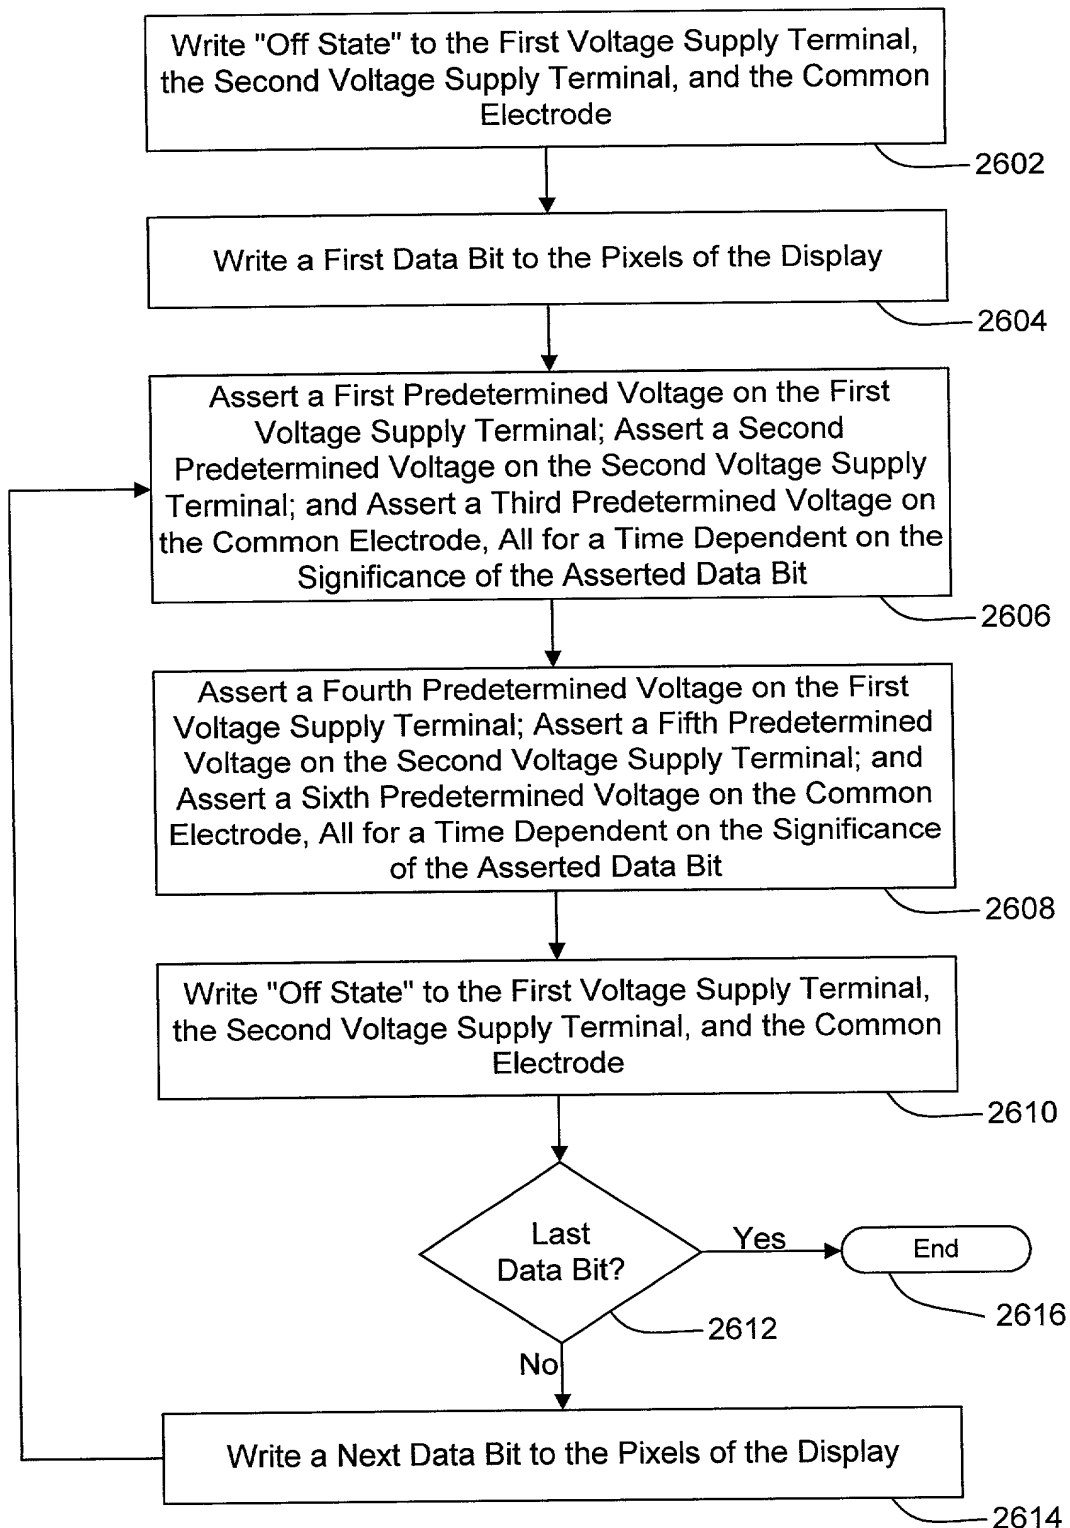 Write "Off State" to the First Voltage Supply Terminal,
the Second Voltage Supply Terminal, and the Common
Electrode
2602
Write a First Data Bit to the Pixels of the Display
2604
Assert a First Predetermined Voltage on the First
Voltage Supply Terminal; Assert a Second
Predetermined Voltage on the Second Voltage Supply
Terminal; and Assert a Third Predetermined Voltage on
the Common Electrode, All for a Time Dependent on the
Significance of the Asserted Data Bit
2606
Assert a Fourth Predetermined Voltage on the First
Voltage Supply Terminal; Assert a Fifth Predetermined
Voltage on the Second Voltage Supply Terminal; and
Assert a Sixth Predetermined Voltage on the Common
Electrode, All for a Time Dependent on the Significance
of the Asserted Data Bit
2608
Write "Off State" to the First Voltage Supply Terminal,
the Second Voltage Supply Terminal, and the Common
Electrode
2610
Last
Data Bit?
Yes
End
2616
2612
No
Write a Next Data Bit to the Pixels of the Display
2614